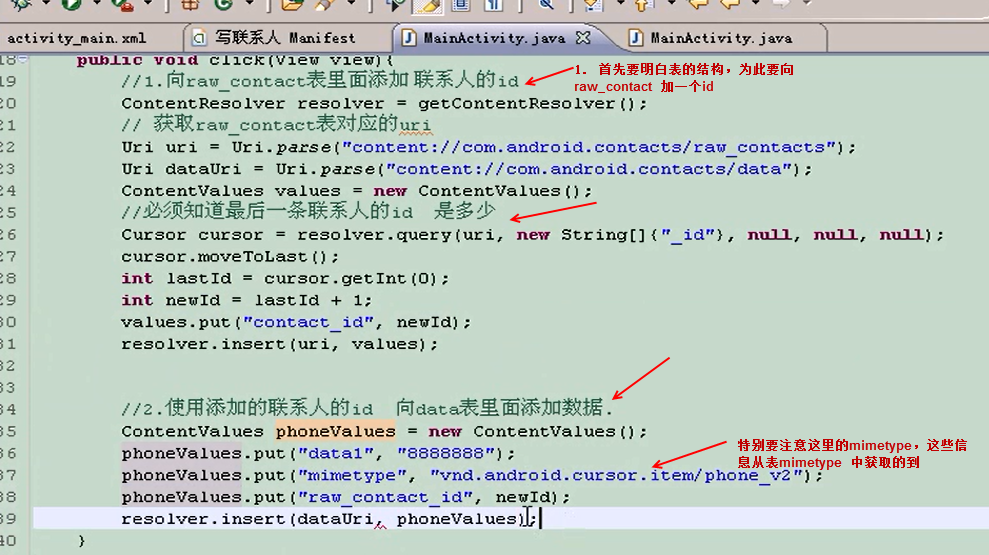 activity_main.xml 写联系人 Manifest MainActivity.java MainActivity.java
18 public void click(View view){
19 //1.向raw_contact表里面添加 联系人的id
1. 首先要明白表的结构，为此要向
raw_contact 加一个id
20 ContentResolver resolver = getContentResolver();
21 // 获取raw_contact表对应的uri
22 Uri uri = Uri.parse("content://com.android.contacts/raw_contacts");
23 Uri dataUri = Uri.parse("content://com.android.contacts/data");
24 ContentValues values = new ContentValues();
25 //必须知道最后一条联系人的id 是多少
26 Cursor cursor = resolver.query(uri, new String[]{"_id"}, null, null, null);
27 cursor.moveToLast();
28 int lastId = cursor.getInt(0);
29 int newId = lastId + 1;
30 values.put("contact_id", newId);
31 resolver.insert(uri, values);
32
33
34 //2.使用添加的联系人的id 向data表里面添加数据.
35 ContentValues phoneValues = new ContentValues();
36 phoneValues.put("data1", "8888888");
37 phoneValues.put("mimetype", "vnd.android.cursor.item/phone_v2");
特别要注意这里的mimetype，这些信
息从表mimetype 中获取的到
38 phoneValues.put("raw_contact_id", newId);
39 resolver.insert(dataUri, phoneValues);
40 }